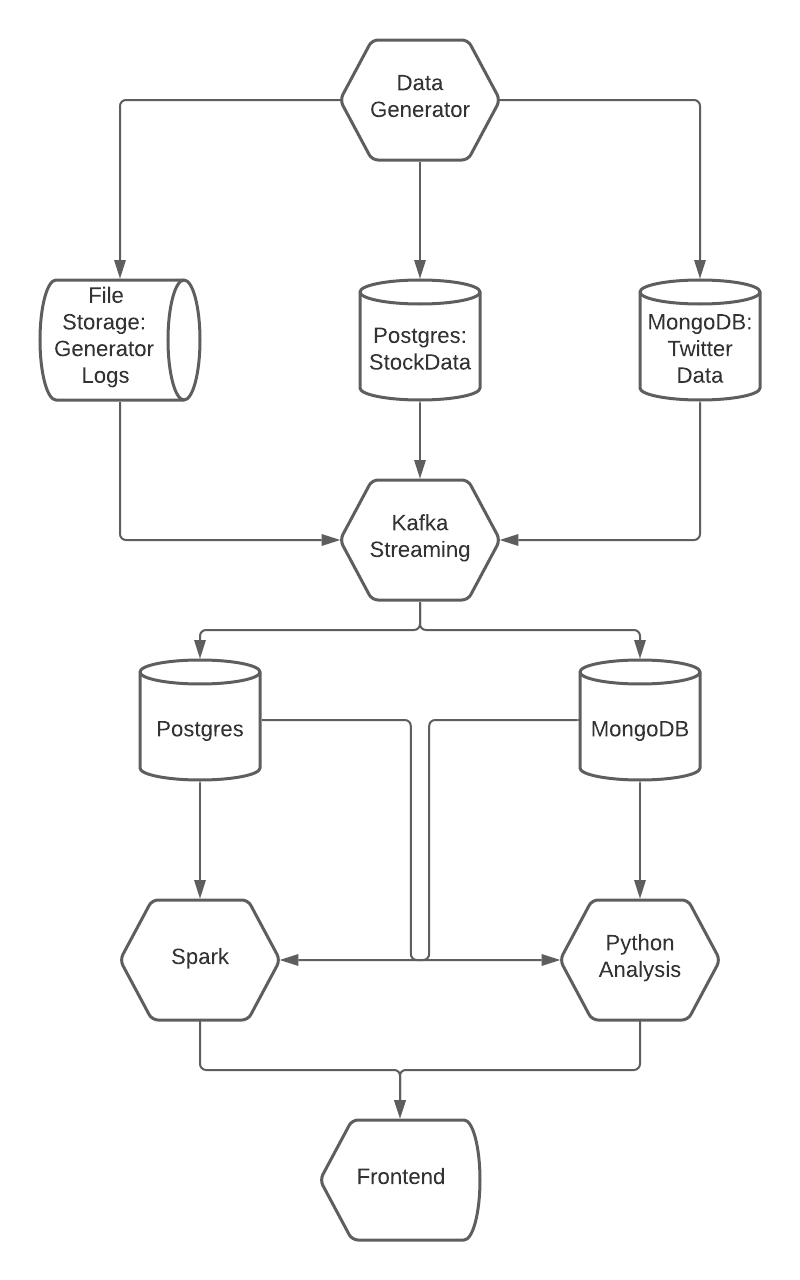 Data
Generator
File
Storage:
Generator
Logs
Postgres:
StockData
MongoDB:
Twitter
Data
Kafka
Streaming
Postgres
MongoDB
Spark
Python
Analysis
Frontend